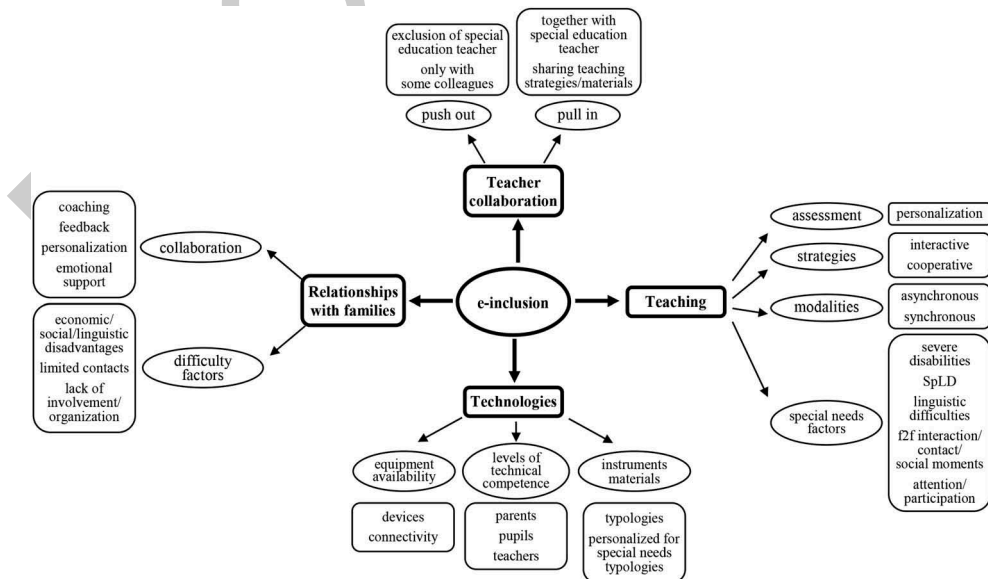 exclusion of special
education teacher
only with
some colleagues
push out
together with
special education
teacher
sharing teaching
strategies/materials
pull in
Teacher
collaboration
coaching
feedback
personalization
emotional
support
collaboration
economic/
social/linguistic
disadvantages
limited contacts
lack of
involvement/
organization
difficulty
factors
Relationships
with families
e-inclusion
Teaching
assessment
personalization
strategies
interactive
cooperative
modalities
asynchronous
synchronous
special needs
factors
severe
disabilities
SpLD
linguistic
difficulties
f2f interaction/
contact/
social moments
attention/
participation
Technologies
equipment
availability
devices
connectivity
levels of
technical
competence
parents
pupils
teachers
instruments
materials
typologies
personalized for
special needs
typologies